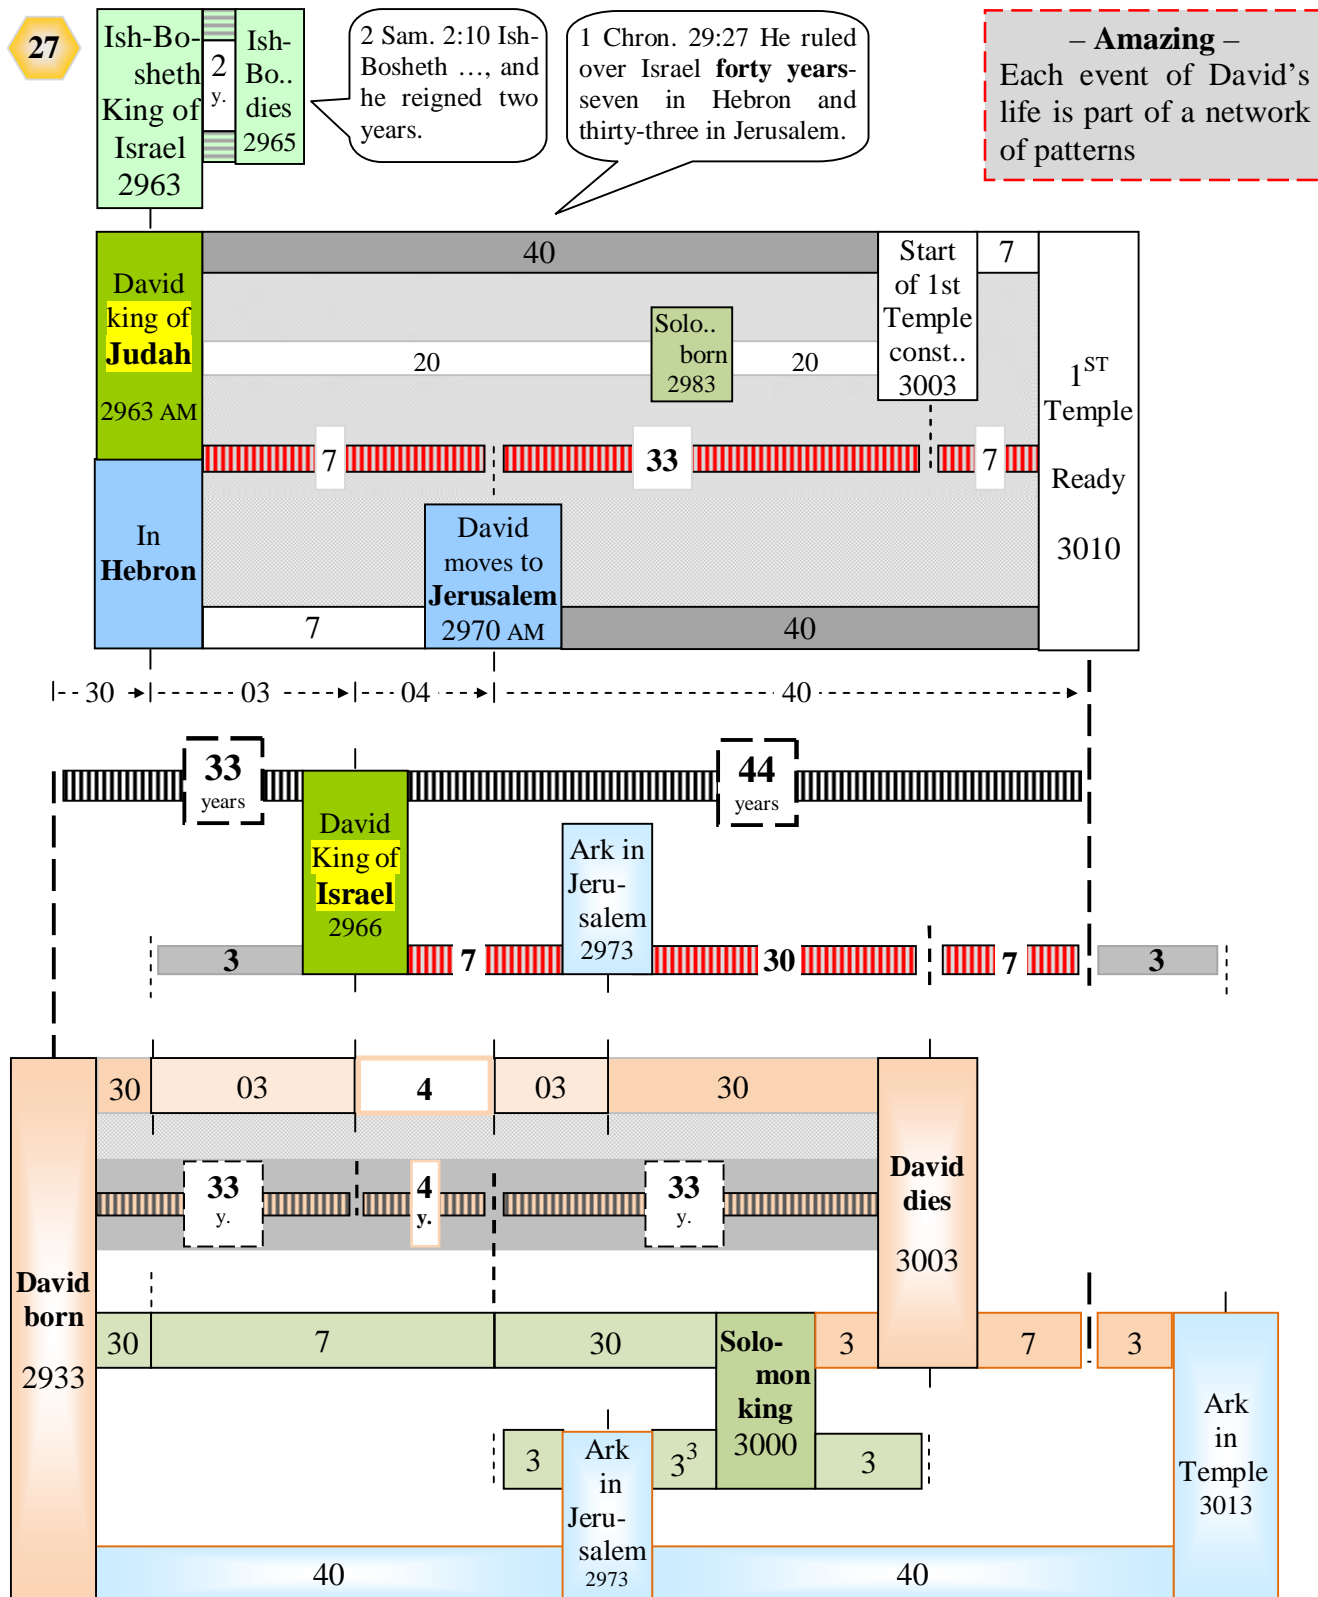 27
Ish-Bo-
sheth
King of
Israel
2963
2
y.
Ish-
Bo..
dies
2965
2 Sam. 2:10 Ish-
Bosheth …, and
he reigned two
years.
1 Chron. 29:27 He ruled
over Israel forty years-
seven in Hebron and
thirty-three in Jerusalem.
– Amazing –
Each event of David’s
life is part of a network
of patterns
David
king of
Judah
2963 AM
In
Hebron
40
Start
of 1st
Temple
const..
3003
7
20
Solo..
born
2983
20
1ST
Temple
Ready
3010
7
33
7
David
moves to
Jerusalem
2970 AM
7
40
30
03
04
40
33
years
44
years
David
King of
Israel
2966
Ark in
Jeru-
salem
2973
3
7
30
7
3
30
03
4
03
30
33
y.
4
y.
33
y.
David
dies
3003
David
born
2933
30
7
30
Solo-
mon
king
3000
3
7
3
3
Ark
in
Jeru-
salem
2973
3³
3
Ark
in
Temple
3013
40
40